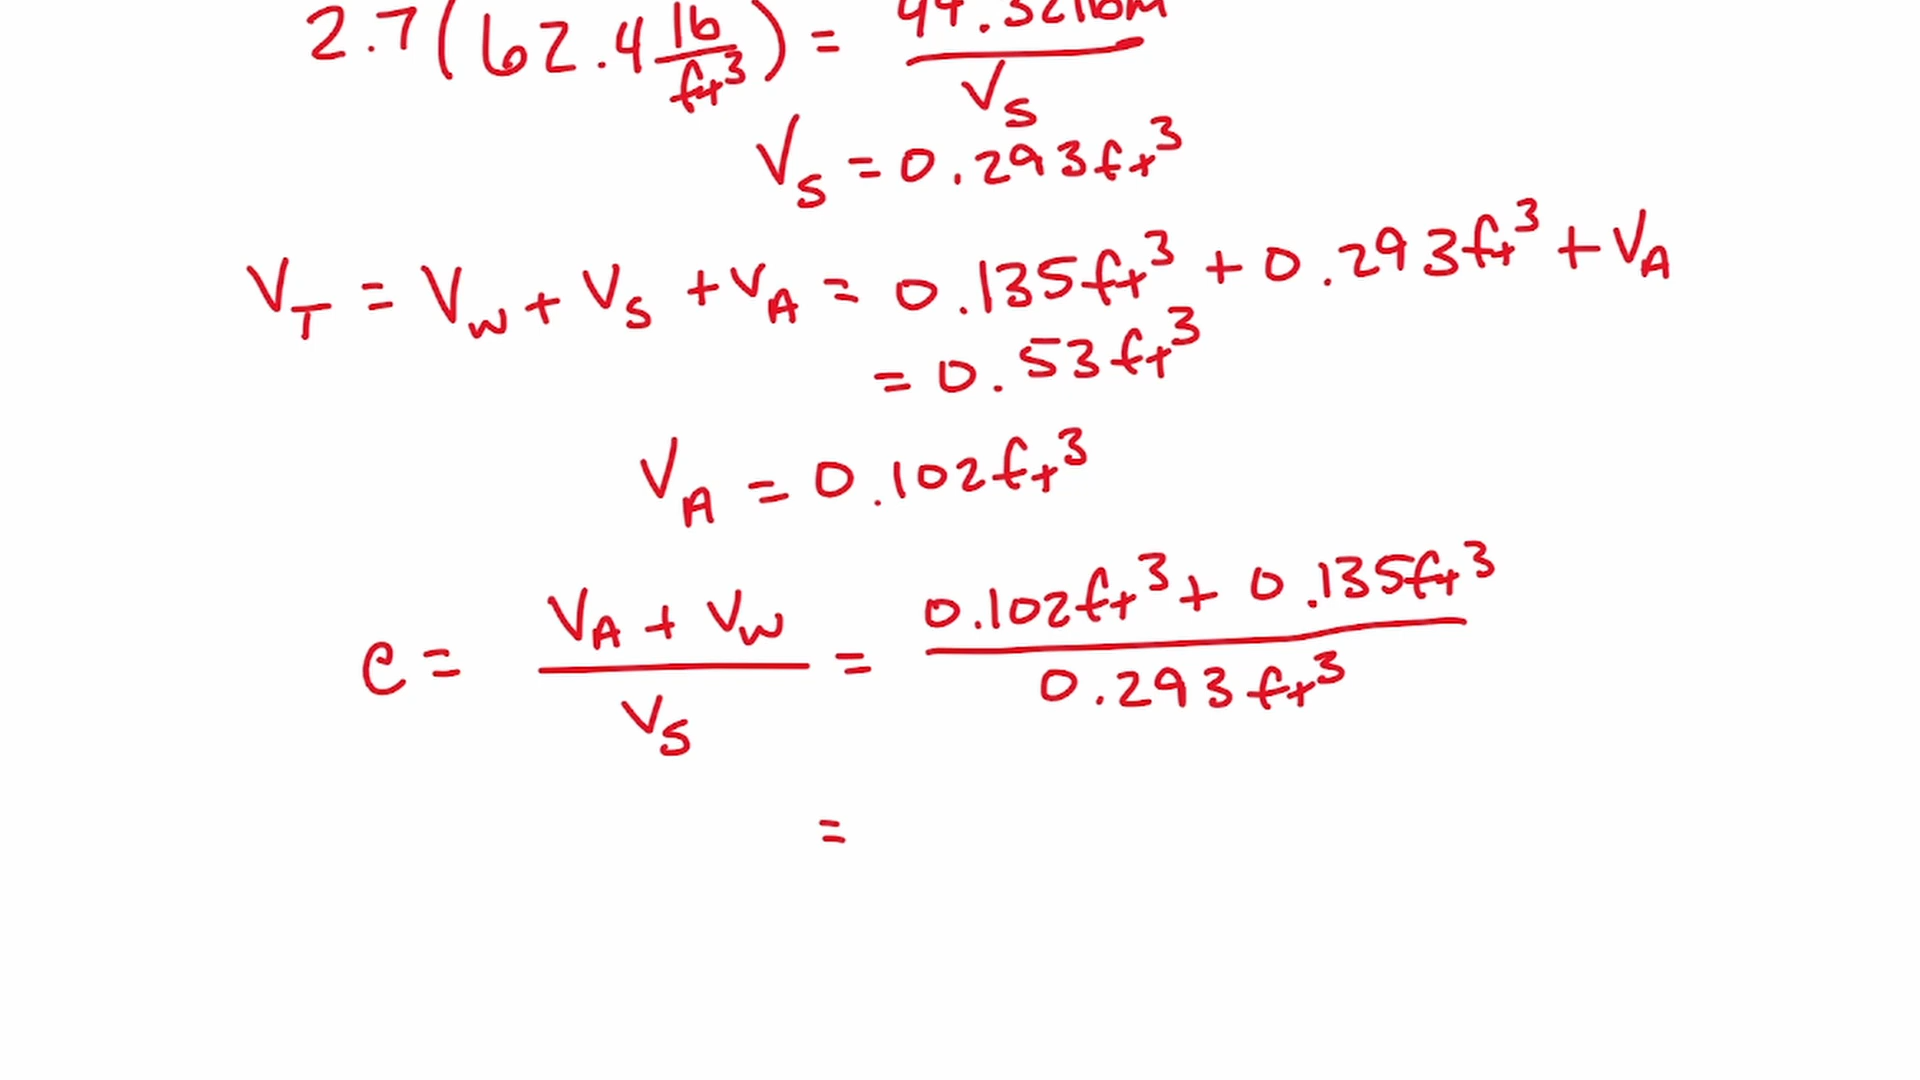 2.7(62.4 lb/ft³) = 49.32lbm/Vs
Vs = 0.293ft³
VT = Vw + Vs + VA = 0.135ft³ + 0.293ft³ + VA
= 0.53ft³
VA = 0.102ft³
e = (VA + Vw)/Vs = (0.102ft³ + 0.135ft³)/0.293ft³
=